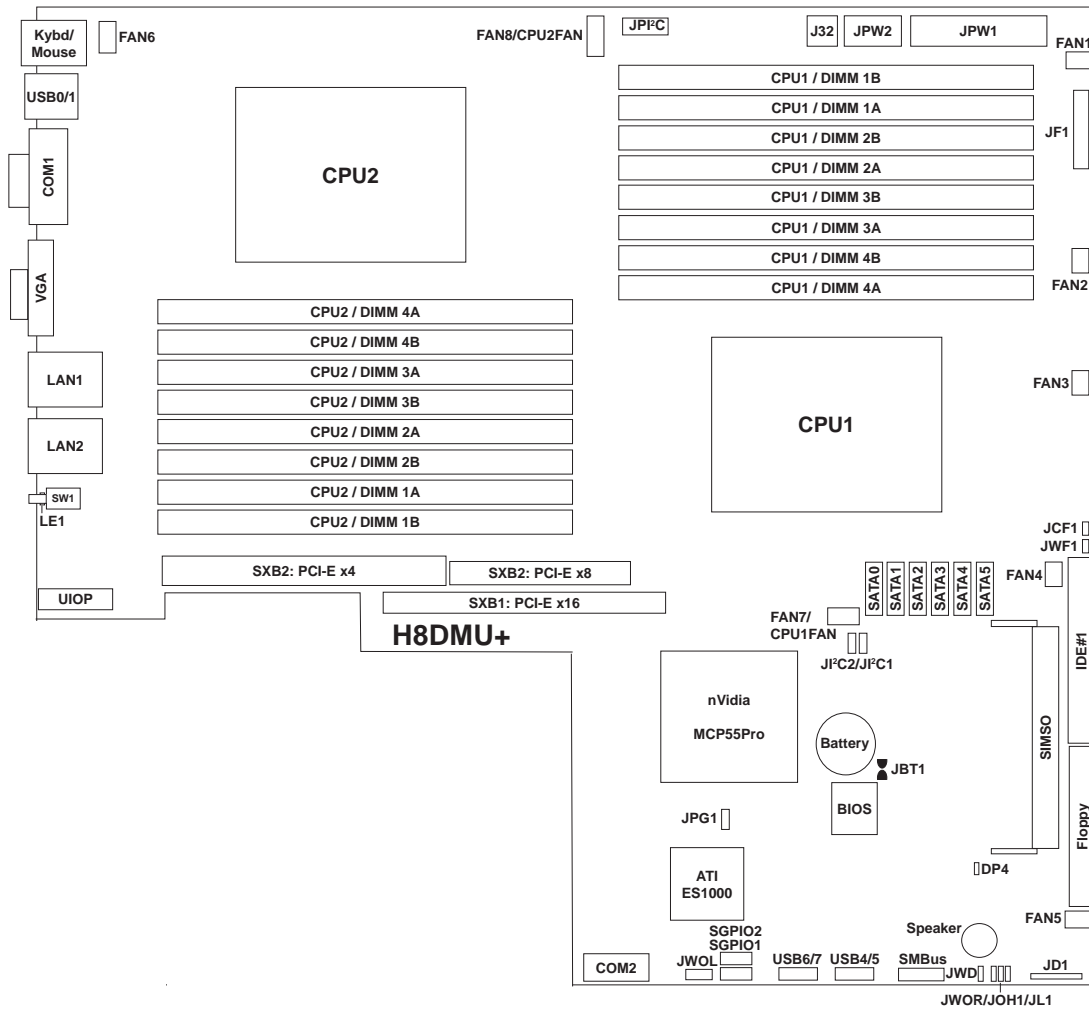 Kybd/
Mouse
FAN6
FAN8/CPU2FAN
JPI²C
J32
JPW2
JPW1
FAN1
USB0/1
CPU1 / DIMM 1B
CPU1 / DIMM 1A
CPU1 / DIMM 2B
CPU1 / DIMM 2A
CPU1 / DIMM 3B
CPU1 / DIMM 3A
CPU1 / DIMM 4B
CPU1 / DIMM 4A
JF1
COM1
CPU2
VGA
FAN2
CPU2 / DIMM 4A
CPU2 / DIMM 4B
CPU2 / DIMM 3A
CPU2 / DIMM 3B
CPU2 / DIMM 2A
CPU2 / DIMM 2B
CPU2 / DIMM 1A
CPU2 / DIMM 1B
LAN1
LAN2
FAN3
CPU1
SW1
LE1
JCF1
JWF1
SXB2: PCI-E x4
SXB2: PCI-E x8
SXB1: PCI-E x16
UIOP
SATA0
SATA1
SATA2
SATA3
SATA4
SATA5
FAN4
FAN7/
CPU1FAN
H8DMU+
JI²C2/JI²C1
IDE#1
SIMSO
nVidia
MCP55Pro
Battery
JBT1
BIOS
JPG1
Floppy
ATI
ES1000
DP4
FAN5
Speaker
SGPIO2
SGPIO1
COM2
JWOL
USB6/7
USB4/5
SMBus
JWD
JD1
JWOR/JOH1/JL1